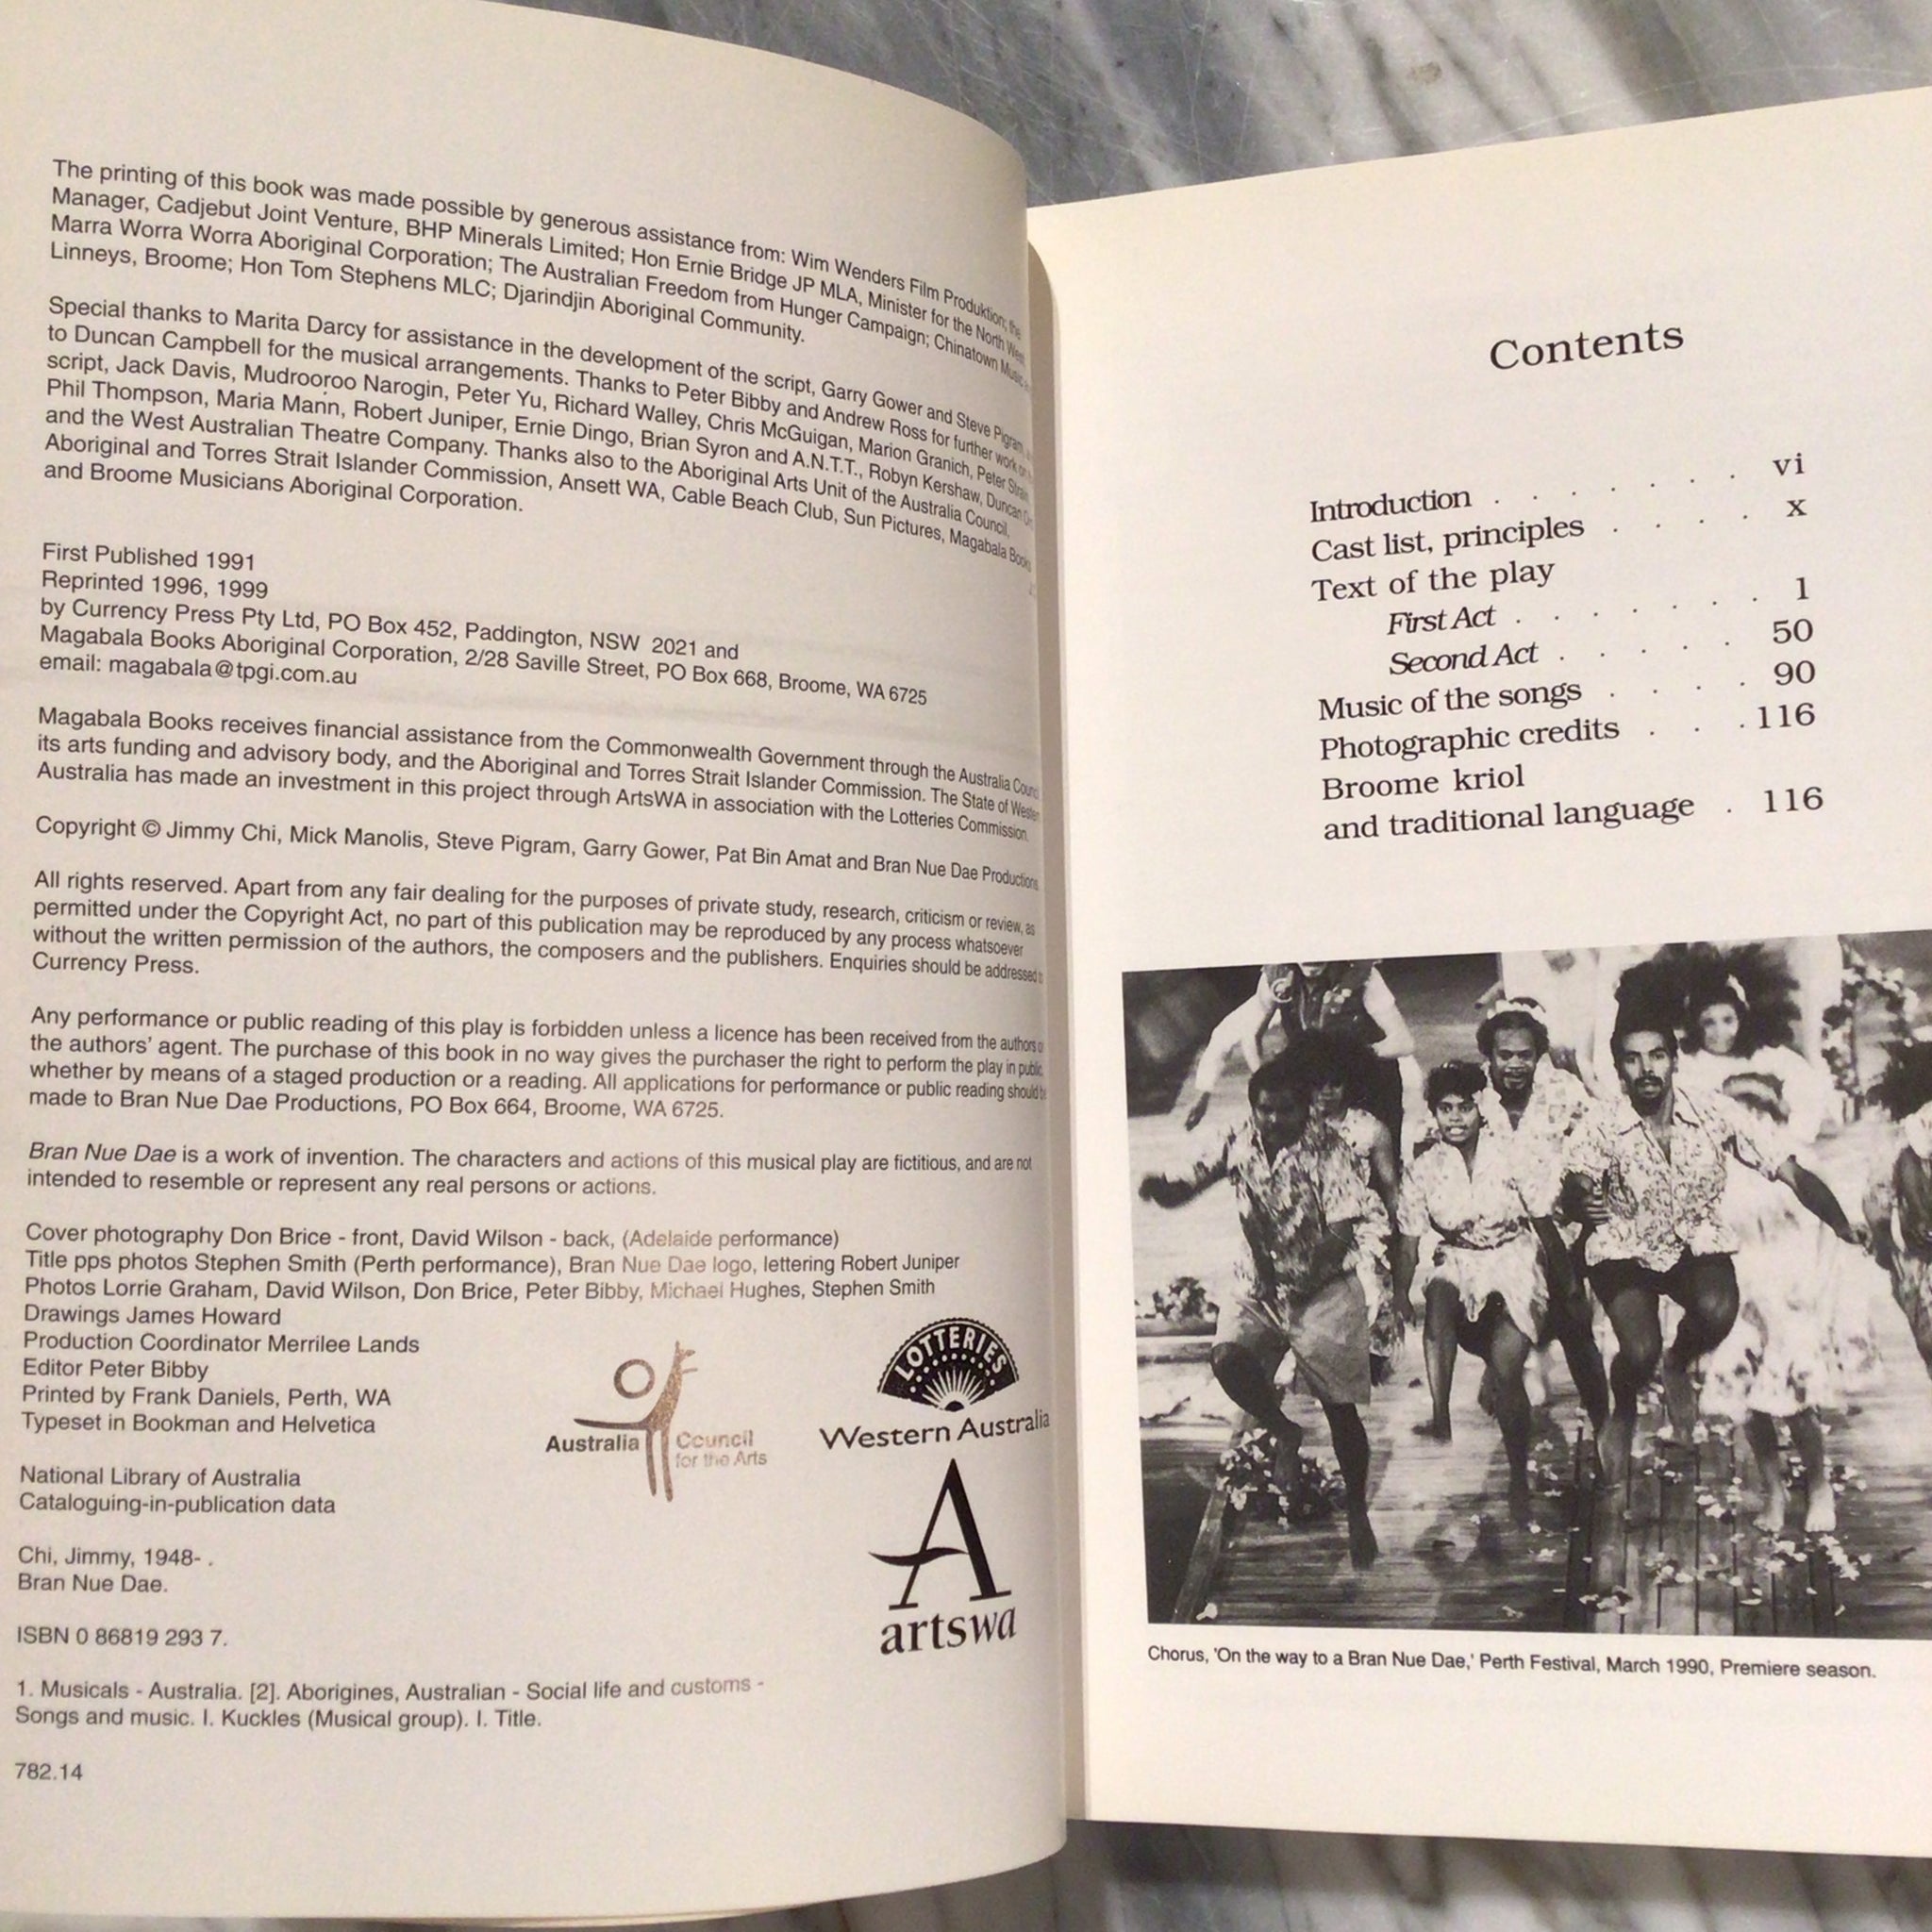 The printing of this book was made possible by generous assistance from: Wim Wenders Film Produktion; the
Manager, Cadjebut Joint Venture, BHP Minerals Limited; Hon Ernie Bridge JP MLA, Minister for the North West
Marra Worra Worra Aboriginal Corporation; The Australian Freedom from Hunger Campaign; Chinatown Music
Linneys, Broome; Hon Tom Stephens MLC; Djarindjin Aboriginal Community.
Special thanks to Marita Darcy for assistance in the development of the script, Garry Gower and Steve Pigram,
to Duncan Campbell for the musical arrangements. Thanks to Peter Bibby and Andrew Ross for further work on
script, Jack Davis, Mudrooroo Narogin, Peter Yu, Richard Walley, Chris McGuigan, Marion Granich, Peter
Phil Thompson, Maria Mann, Robert Juniper, Ernie Dingo, Brian Syron and A.N.T.T., Robyn Kershaw, Duncan
and the West Australian Theatre Company. Thanks also to the Aboriginal Arts Unit of the Australia Council,
Aboriginal and Torres Strait Islander Commission, Ansett WA, Cable Beach Club, Sun Pictures, Magabala Books
and Broome Musicians Aboriginal Corporation.
First Published 1991
Reprinted 1996, 1999
by Currency Press Pty Ltd, PO Box 452, Paddington, NSW 2021 and
Magabala Books Aboriginal Corporation, 2/28 Saville Street, PO Box 668, Broome, WA 6725
email: magabala@tpgi.com.au
Magabala Books receives financial assistance from the Commonwealth Government through the Australia Council
its arts funding and advisory body, and the Aboriginal and Torres Strait Islander Commission. The State of Western
Australia has made an investment in this project through ArtsWA in association with the Lotteries Commission.
Copyright © Jimmy Chi, Mick Manolis, Steve Pigram, Garry Gower, Pat Bin Amat and Bran Nue Dae Productions
All rights reserved. Apart from any fair dealing for the purposes of private study, research, criticism or review, as
permitted under the Copyright Act, no part of this publication may be reproduced by any process whatsoever
without the written permission of the authors, the composers and the publishers. Enquiries should be addressed
Currency Press.
Any performance or public reading of this play is forbidden unless a licence has been received from the authors
the authors' agent. The purchase of this book in no way gives the purchaser the right to perform the play in public,
whether by means of a staged production or a reading. All applications for performance or public reading should
made to Bran Nue Dae Productions, PO Box 664, Broome, WA 6725.
Bran Nue Dae is a work of invention. The characters and actions of this musical play are fictitious, and are not
intended to resemble or represent any real persons or actions.
Cover photography Don Brice - front, David Wilson - back, (Adelaide performance)
Title pps photos Stephen Smith (Perth performance), Bran Nue Dae logo, lettering Robert Juniper
Photos Lorrie Graham, David Wilson, Don Brice, Peter Bibby, Michael Hughes, Stephen Smith
Drawings James Howard
Production Coordinator Merrilee Lands
Editor Peter Bibby
Printed by Frank Daniels, Perth, WA
Typeset in Bookman and Helvetica
Australia Council
for the Arts
LOTTERIES
Western Australia
artswa
National Library of Australia
Cataloguing-in-publication data
Chi, Jimmy, 1948- .
Bran Nue Dae.
ISBN 0 86819 293 7.
1. Musicals - Australia. [2]. Aborigines, Australian - Social life and customs -
Songs and music. I. Kuckles (Musical group). I. Title.
782.14
Contents
Introduction . . . . . . . vi
Cast list, principles . . . . x
Text of the play
First Act . . . . . . . 1
Second Act . . . . . 50
Music of the songs . . . . 90
Photographic credits . . . 116
Broome kriol
and traditional language . 116
Chorus, 'On the way to a Bran Nue Dae,' Perth Festival, March 1990, Premiere season.